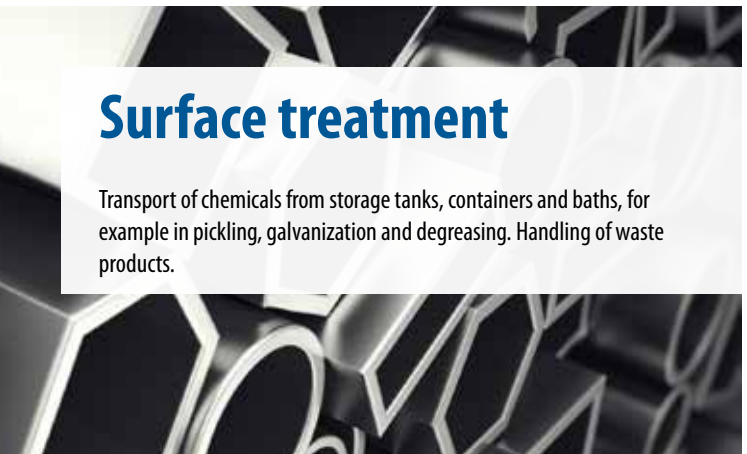 Surface treatment
Transport of chemicals from storage tanks, containers and baths, for
example in pickling, galvanization and degreasing. Handling of waste
products.